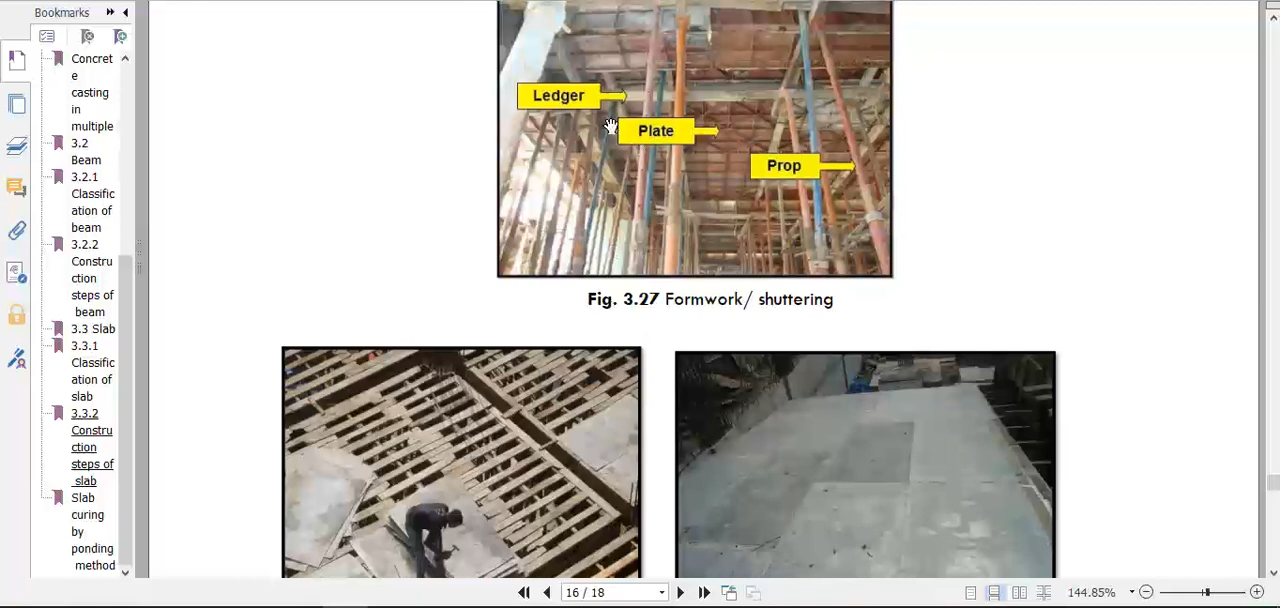 Bookmarks
Concret
e
casting
in
multiple
3.2
Beam
3.2.1
Classific
ation of
beam
3.2.2
Constru
ction
steps of
beam
3.3 Slab
3.3.1
Classific
ation of
slab
3.3.2
Constru
ction
steps of
slab
Slab
curing
by
ponding
method
Ledger
Plate
Prop
Fig. 3.27 Formwork/ shuttering
16 / 18
144.85%